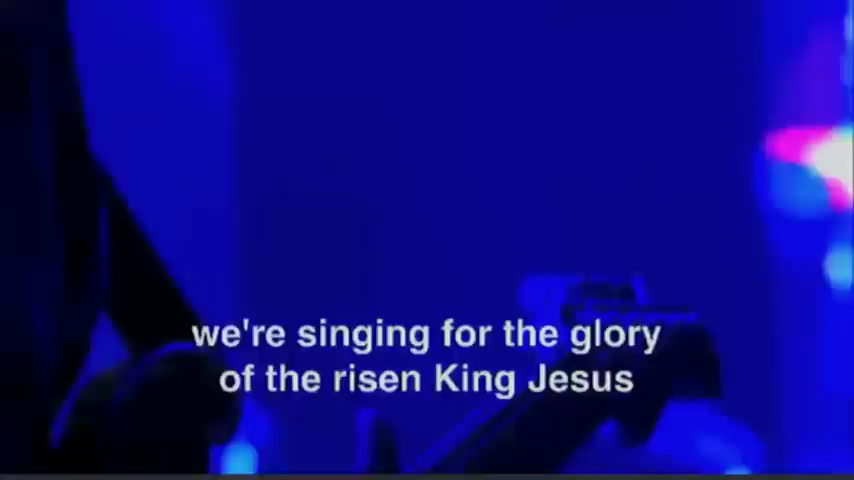 we're singing for the glory
of the risen King Jesus